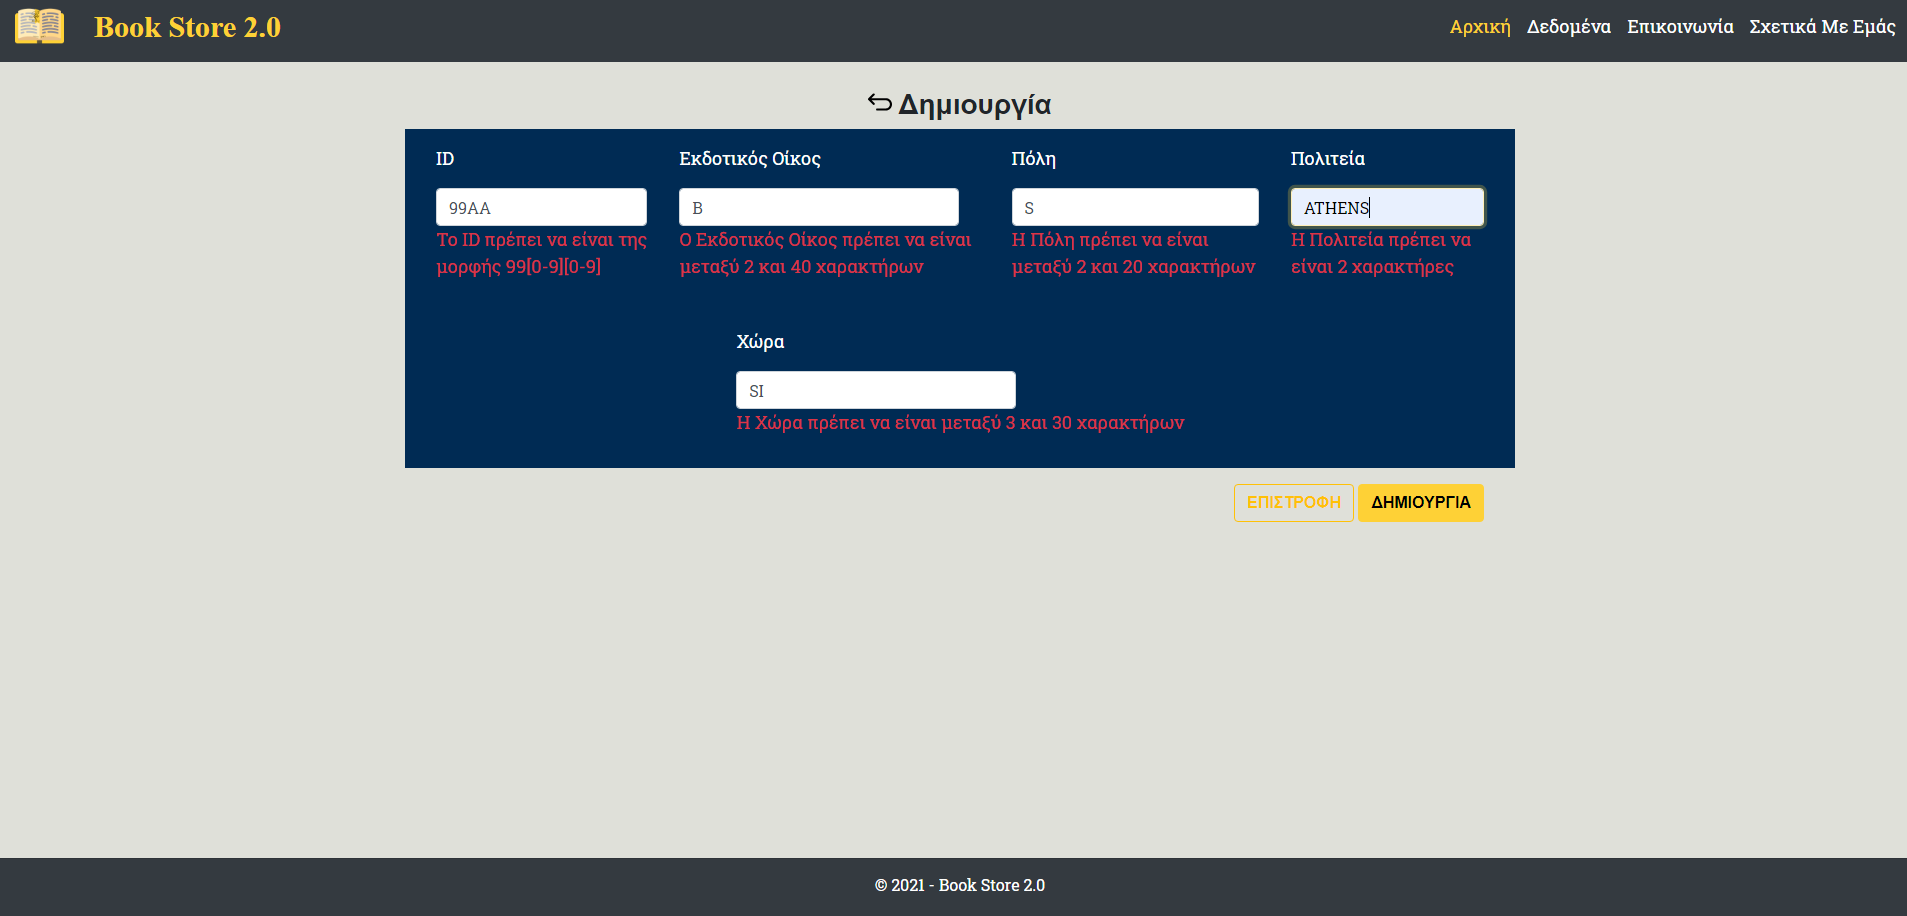 Book Store 2.0
Αρχική Δεδομένα Επικοινωνία Σχετικά Με Εμάς
Δημιουργία
ID
99AA
Το ID πρέπει να είναι της
μορφής 99[0-9][0-9]
Εκδοτικός Οίκος
B
Ο Εκδοτικός Οίκος πρέπει να είναι
μεταξύ 2 και 40 χαρακτήρων
Πόλη
S
Η Πόλη πρέπει να είναι
μεταξύ 2 και 20 χαρακτήρων
Πολιτεία
ATHENS
Η Πολιτεία πρέπει να
είναι 2 χαρακτήρες
Χώρα
SI
Η Χώρα πρέπει να είναι μεταξύ 3 και 30 χαρακτήρων
ΕΠΙΣΤΡΟΦΗ
ΔΗΜΙΟΥΡΓΙΑ
© 2021 - Book Store 2.0